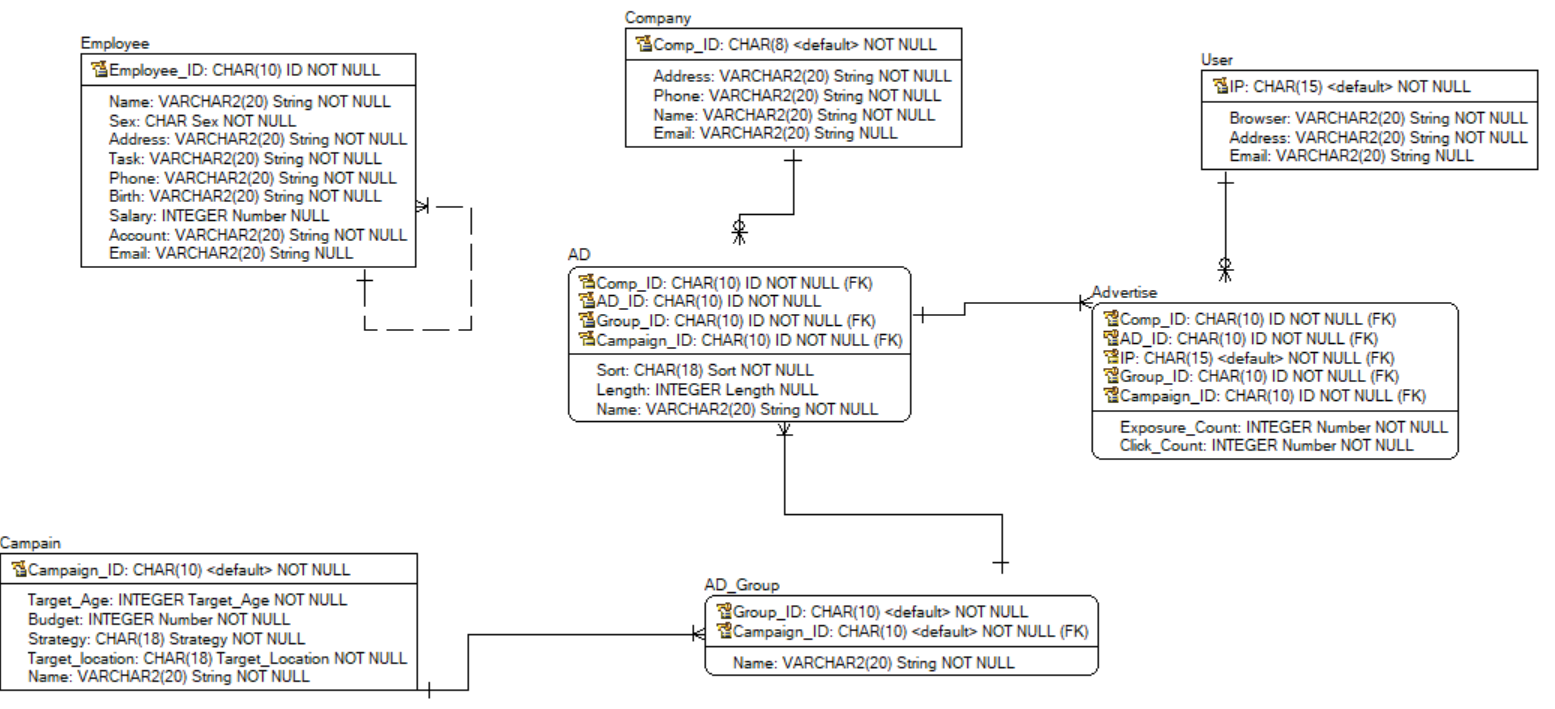 Employee
Employee_ID: CHAR(10) ID NOT NULL
Name: VARCHAR2(20) String NOT NULL
Sex: CHAR Sex NOT NULL
Address: VARCHAR2(20) String NOT NULL
Task: VARCHAR2(20) String NOT NULL
Phone: VARCHAR2(20) String NOT NULL
Birth: VARCHAR2(20) String NOT NULL
Salary: INTEGER Number NULL
Account: VARCHAR2(20) String NOT NULL
Email: VARCHAR2(20) String NULL
Company
Comp_ID: CHAR(8) <default> NOT NULL
Address: VARCHAR2(20) String NOT NULL
Phone: VARCHAR2(20) String NOT NULL
Name: VARCHAR2(20) String NOT NULL
Email: VARCHAR2(20) String NULL
User
IP: CHAR(15) <default> NOT NULL
Browser: VARCHAR2(20) String NOT NULL
Address: VARCHAR2(20) String NOT NULL
Email: VARCHAR2(20) String NULL
AD
Comp_ID: CHAR(10) ID NOT NULL (FK)
AD_ID: CHAR(10) ID NOT NULL
Group_ID: CHAR(10) ID NOT NULL (FK)
Campaign_ID: CHAR(10) ID NOT NULL (FK)
Sort: CHAR(18) Sort NOT NULL
Length: INTEGER Length NULL
Name: VARCHAR2(20) String NOT NULL
Advertise
Comp_ID: CHAR(10) ID NOT NULL (FK)
AD_ID: CHAR(10) ID NOT NULL (FK)
IP: CHAR(15) <default> NOT NULL (FK)
Group_ID: CHAR(10) ID NOT NULL (FK)
Campaign_ID: CHAR(10) ID NOT NULL (FK)
Exposure_Count: INTEGER Number NOT NULL
Click_Count: INTEGER Number NOT NULL
Campain
Campaign_ID: CHAR(10) <default> NOT NULL
Target_Age: INTEGER Target_Age NOT NULL
Budget: INTEGER Number NOT NULL
Strategy: CHAR(18) Strategy NOT NULL
Target_location: CHAR(18) Target_Location NOT NULL
Name: VARCHAR2(20) String NOT NULL
AD_Group
Group_ID: CHAR(10) <default> NOT NULL
Campaign_ID: CHAR(10) <default> NOT NULL (FK)
Name: VARCHAR2(20) String NOT NULL